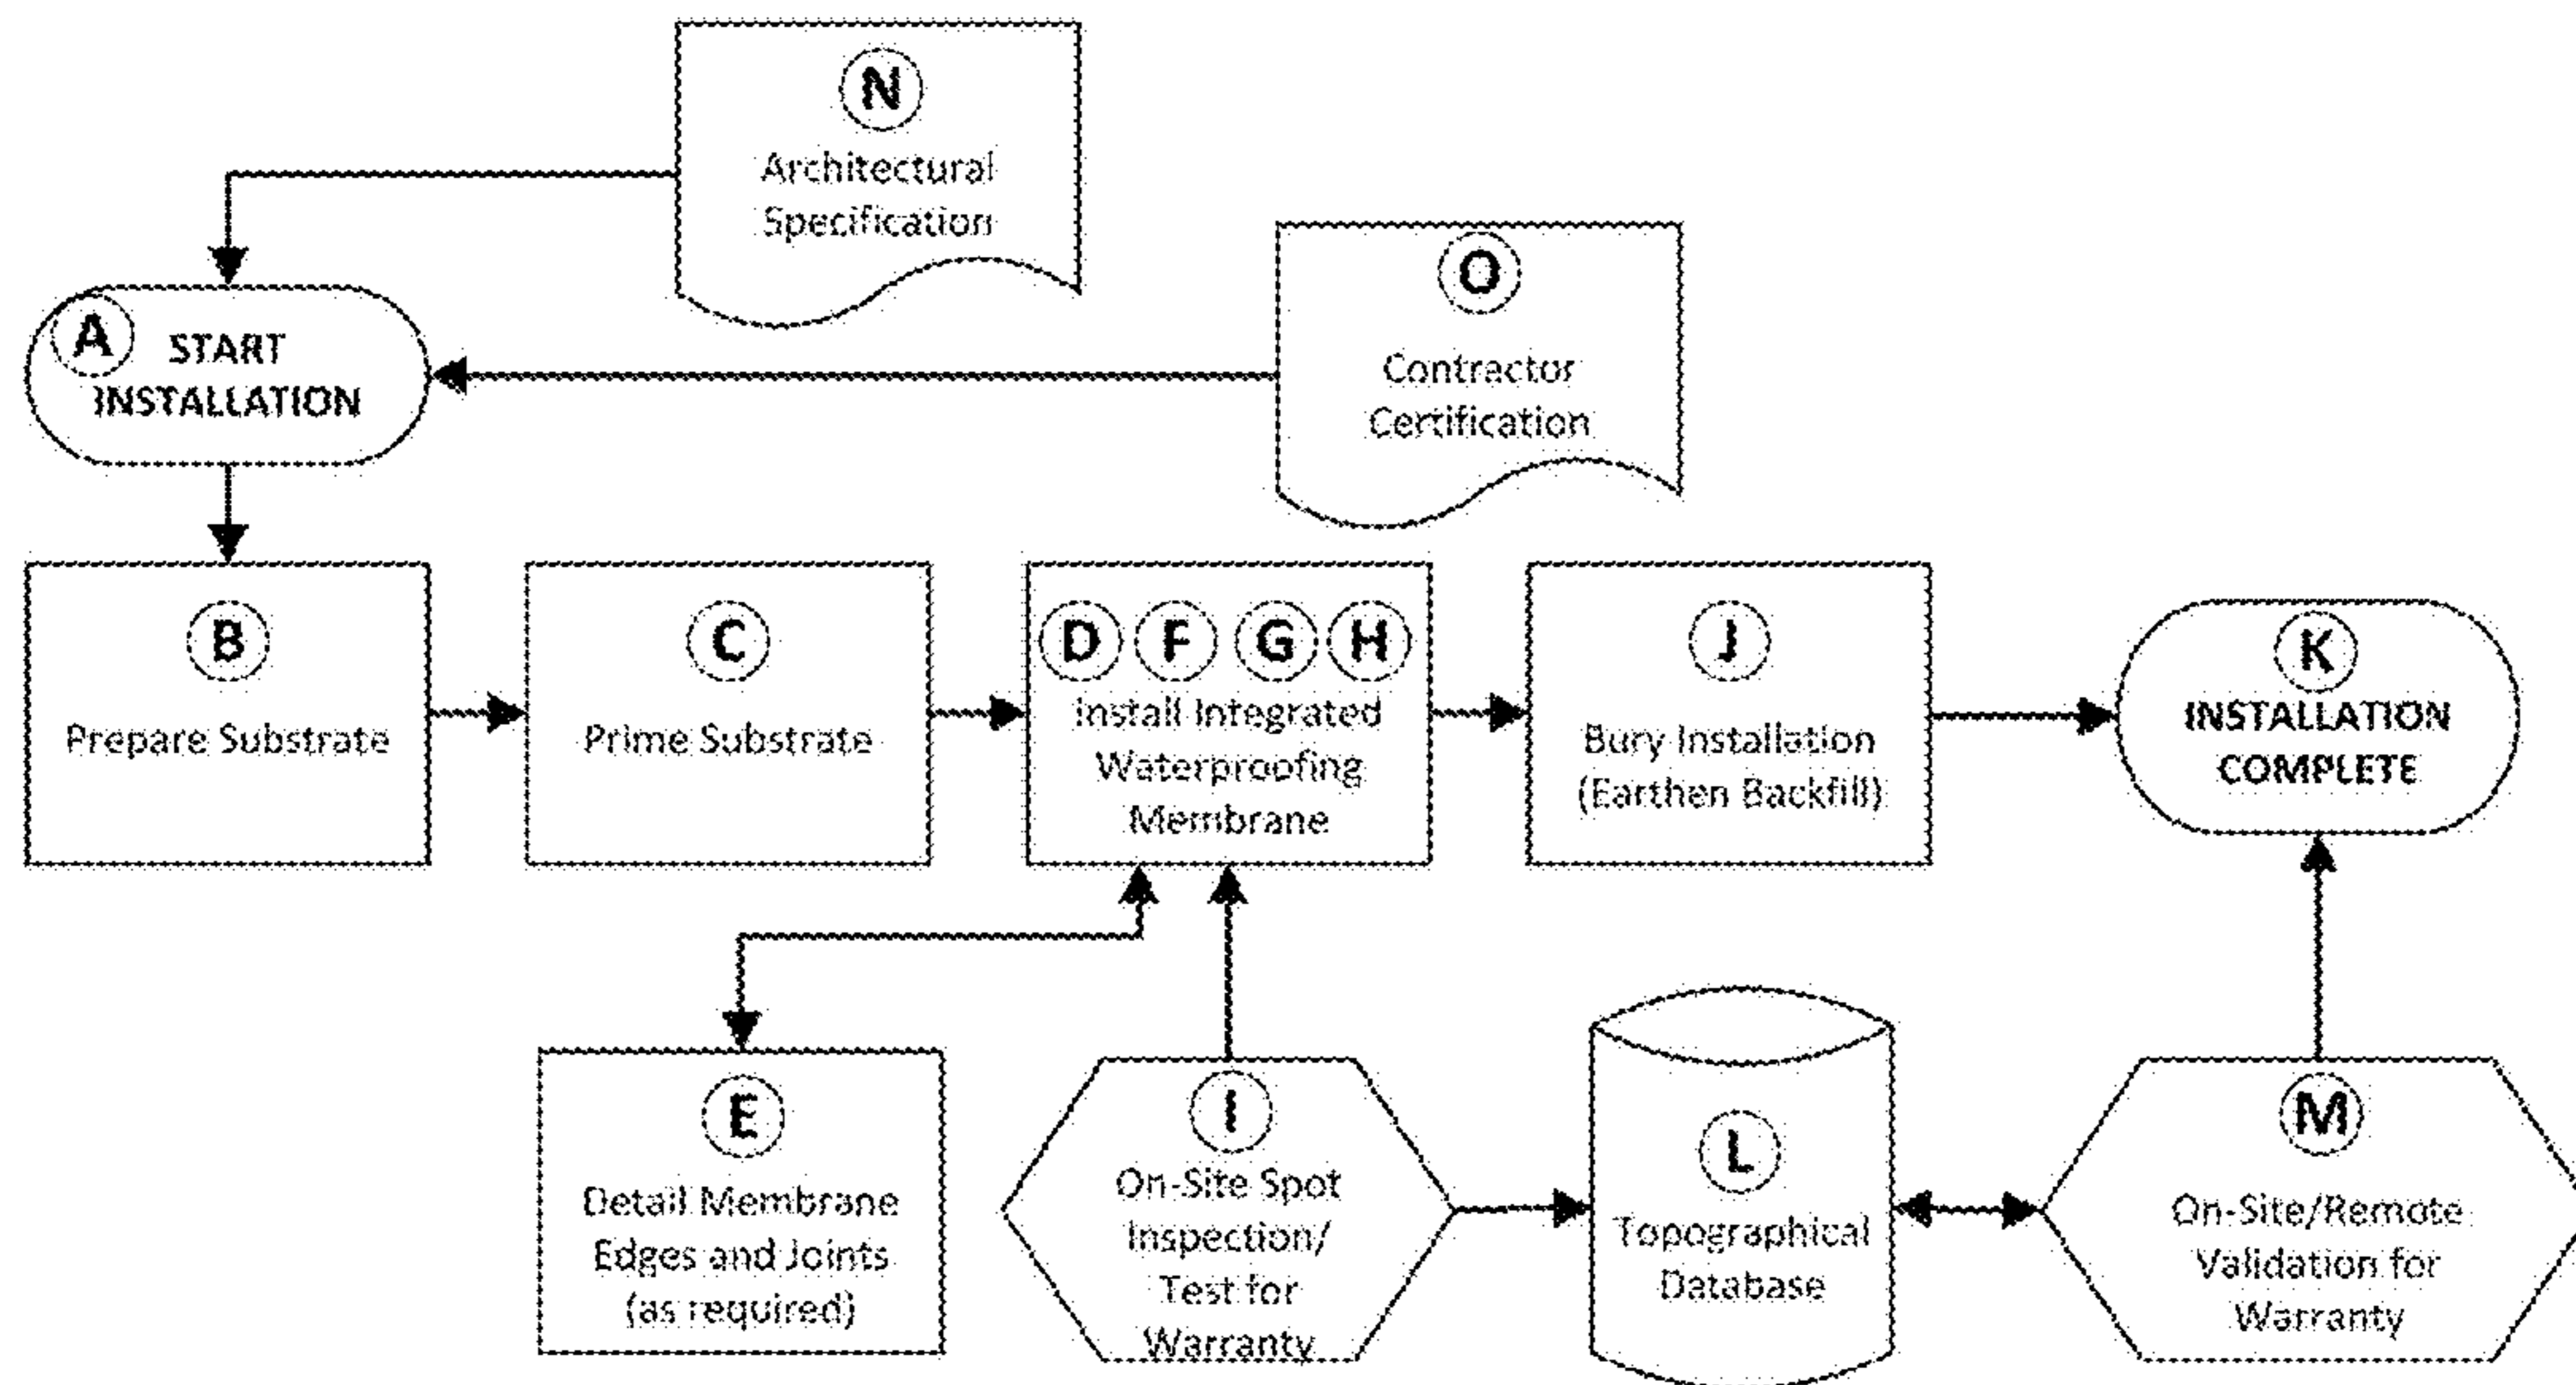 N
Architectural
Specification
O
Contractor
Certification
A
START
INSTALLATION
B
Prepare Substrate
C
Prime Substrate
D F G H
Install Integrated
Waterproofing
Membrane
J
Bury Installation
(Earthen Backfill)
K
INSTALLATION
COMPLETE
E
Detail Membrane
Edges and Joints
(as required)
I
On-Site Spot
Inspection/
Test for
Warranty
L
Topographical
Database
M
On-Site/Remote
Validation for
Warranty